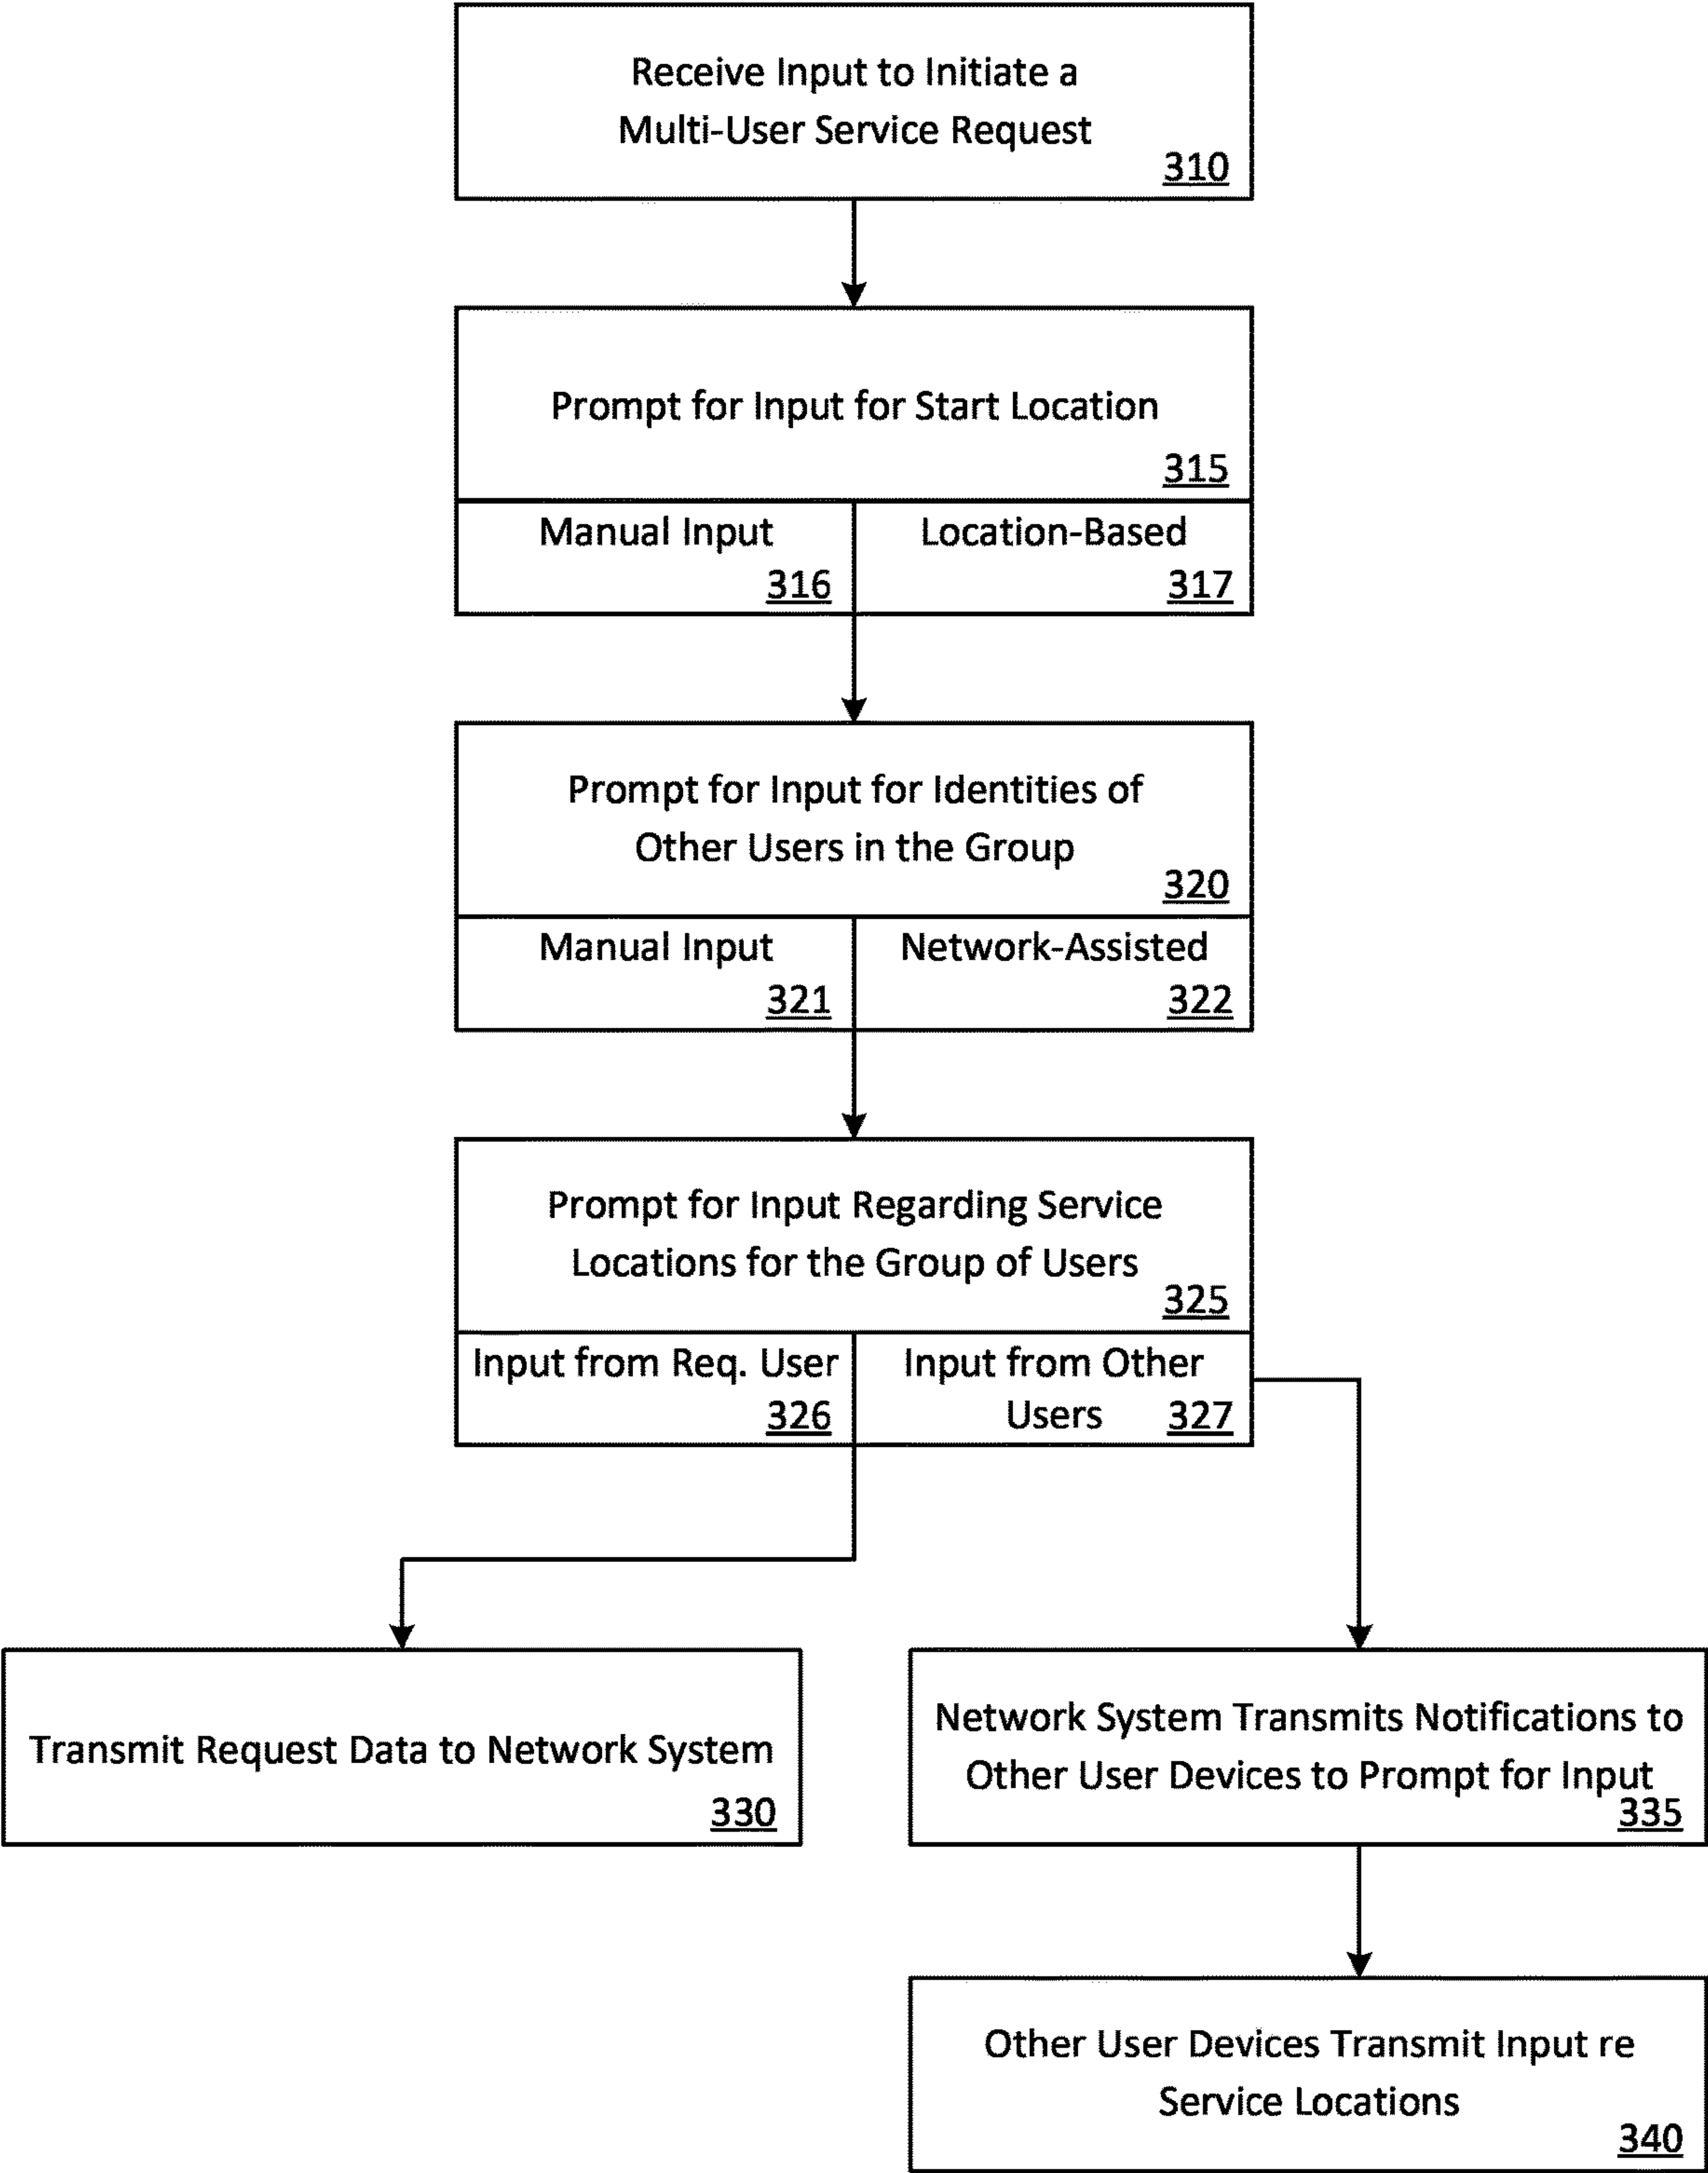 Receive Input to Initiate a
Multi-User Service Request
310
Prompt for Input for Start Location
315
Manual Input
316
Location-Based
317
Prompt for Input for Identities of
Other Users in the Group
320
Manual Input
321
Network-Assisted
322
Prompt for Input Regarding Service
Locations for the Group of Users
325
Input from Req. User
326
Input from Other
Users 327
Transmit Request Data to Network System
330
Network System Transmits Notifications to
Other User Devices to Prompt for Input
335
Other User Devices Transmit Input re
Service Locations
340